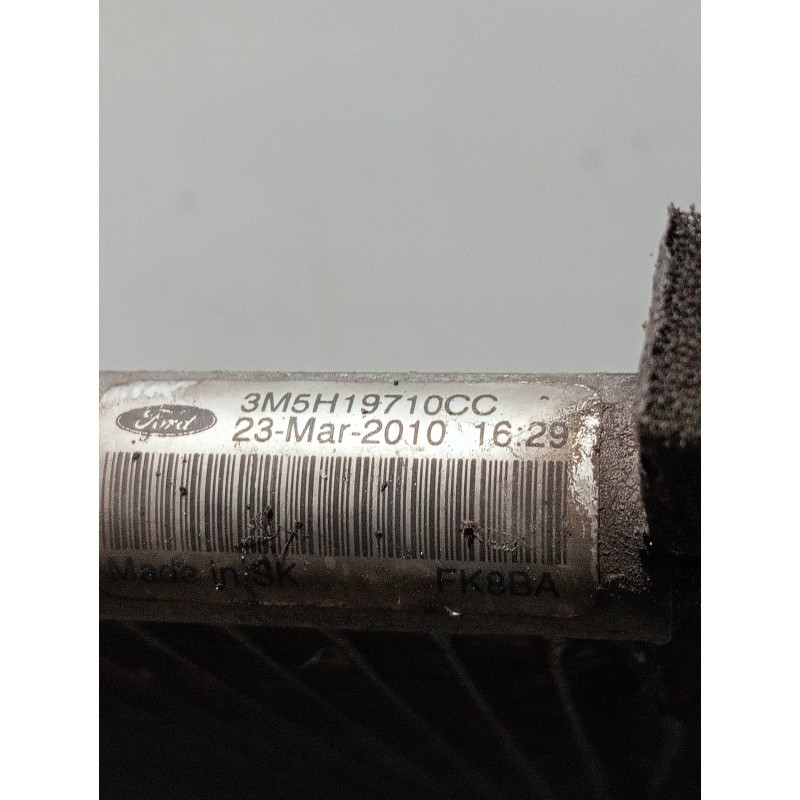 Ford
3M5H19710CC
23-Mar-2010 16:29
Made in SK
FK8BA